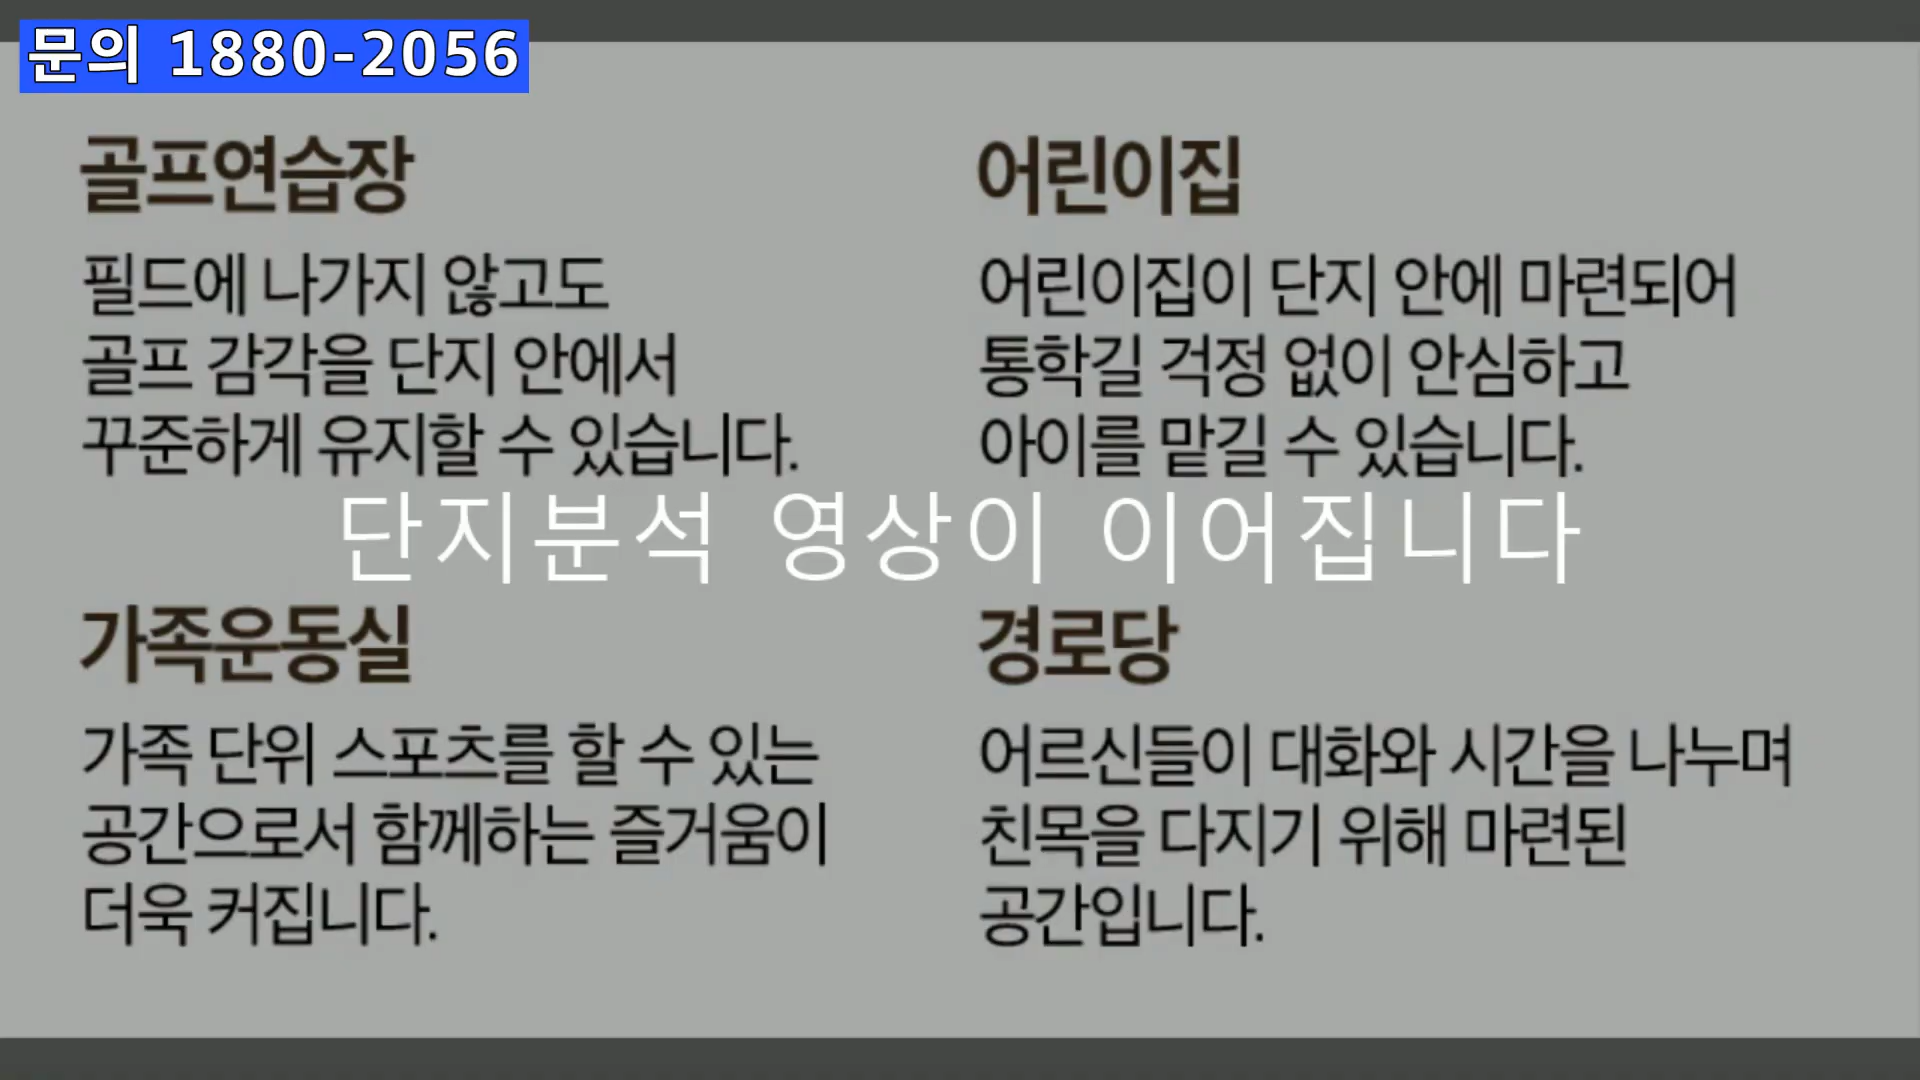 문의 1880-2056
골프연습장
필드에 나가지 않고도
골프 감각을 단지 안에서
꾸준하게 유지할 수 있습니다.
어린이집
어린이집이 단지 안에 마련되어
통학길 걱정 없이 안심하고
아이를 맡길 수 있습니다.
단지분석 영상이 이어집니다
가족운동실
가족 단위 스포츠를 할 수 있는
공간으로서 함께하는 즐거움이
더욱 커집니다.
경로당
어르신들이 대화와 시간을 나누며
친목을 다지기 위해 마련된
공간입니다.